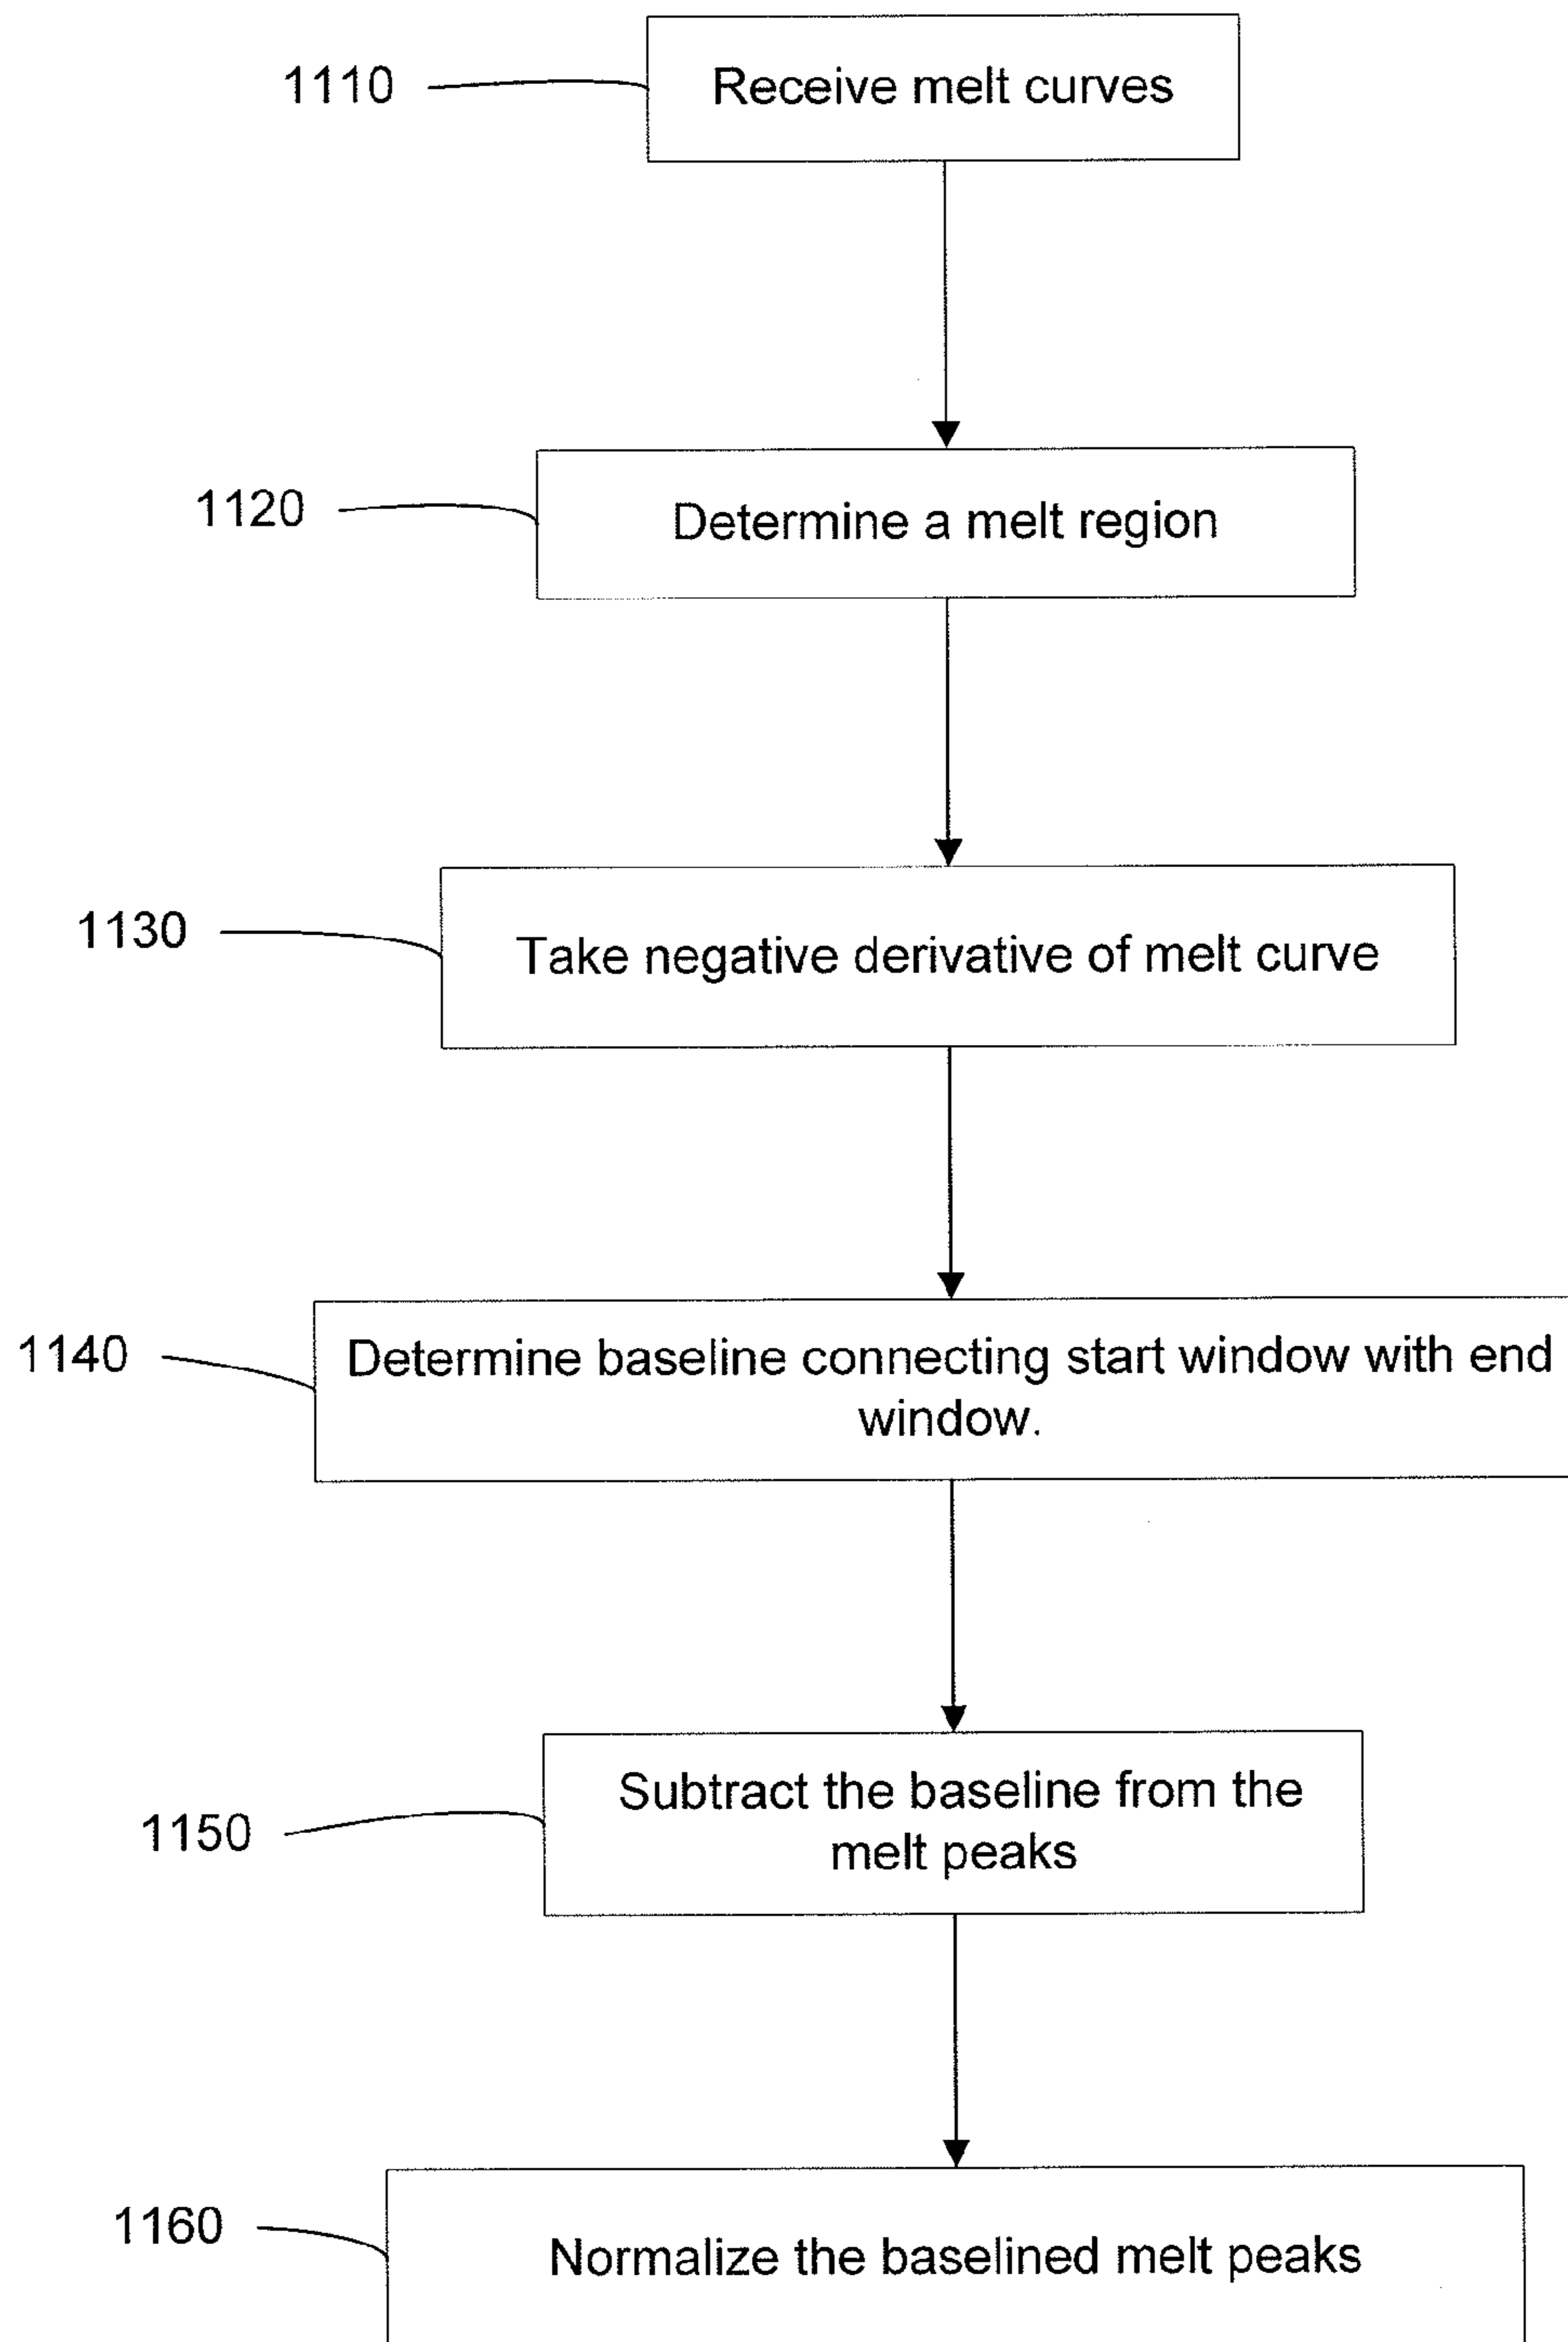 1110
Receive melt curves
1120
Determine a melt region
1130
Take negative derivative of melt curve
1140
Determine baseline connecting start window with end
window.
1150
Subtract the baseline from the
melt peaks
1160
Normalize the baselined melt peaks